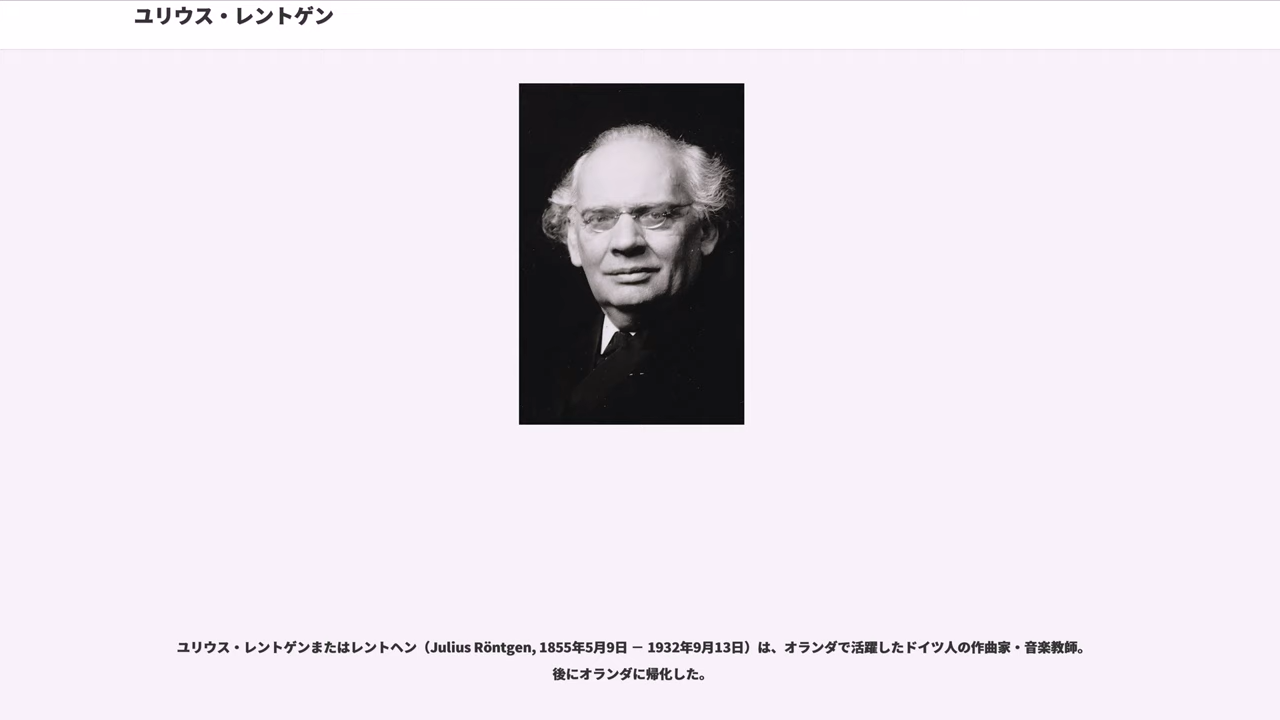 ユリウス・レントゲン
ユリウス・レントゲンまたはレントヘン（Julius Röntgen, 1855年5月9日 － 1932年9月13日）は、オランダで活躍したドイツ人の作曲家・音楽教師。
後にオランダに帰化した。